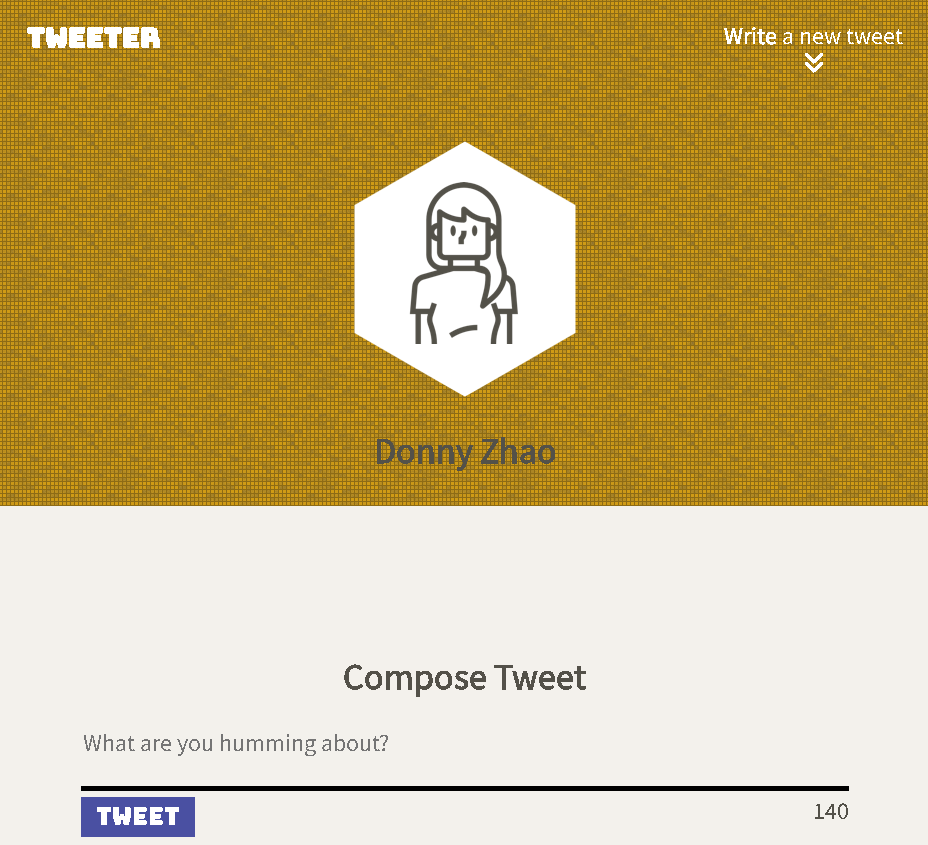 TWEETER
Write a new tweet
Donny Zhao
Compose Tweet
What are you humming about?
TWEET
140